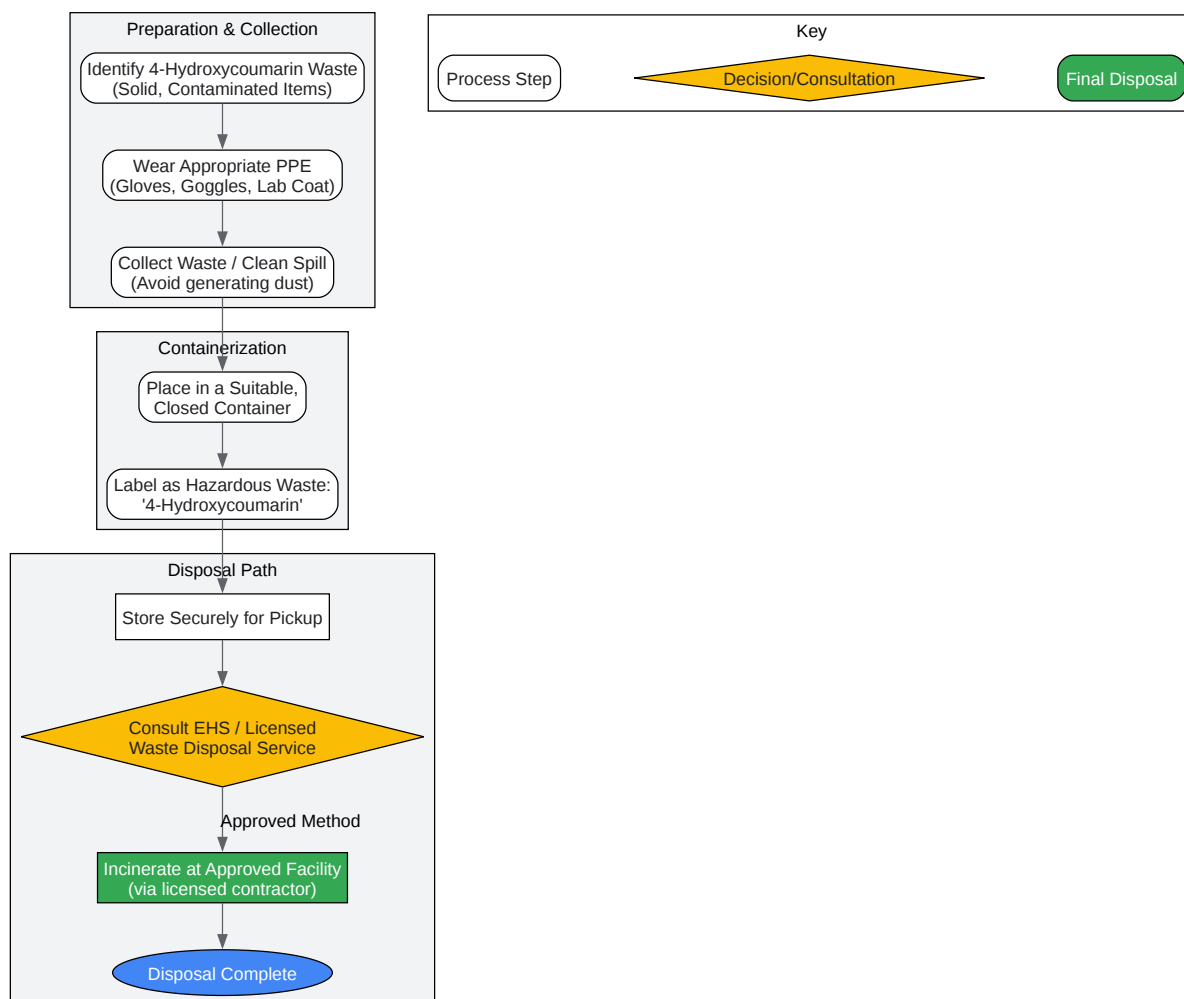 Preparation & Collection
Identify 4-Hydroxycoumarin Waste
(Solid, Contaminated Items)
Wear Appropriate PPE
(Gloves, Goggles, Lab Coat)
Collect Waste / Clean Spill
(Avoid generating dust)
Containerization
Place in a Suitable,
Closed Container
Label as Hazardous Waste:
'4-Hydroxycoumarin'
Disposal Path
Store Securely for Pickup
Consult EHS / Licensed
Waste Disposal Service
Approved Method
Incinerate at Approved Facility
(via licensed contractor)
Disposal Complete
Key
Process Step
Decision/Consultation
Final Disposal